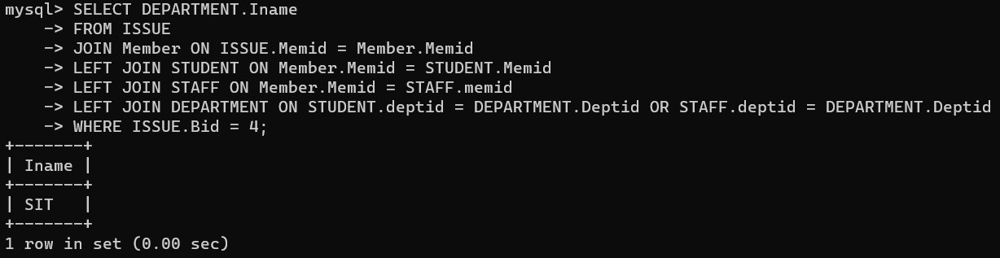 mysql> SELECT DEPARTMENT.Iname
    -> FROM ISSUE
    -> JOIN Member ON ISSUE.Memid = Member.Memid
    -> LEFT JOIN STUDENT ON Member.Memid = STUDENT.Memid
    -> LEFT JOIN STAFF ON Member.Memid = STAFF.memid
    -> LEFT JOIN DEPARTMENT ON STUDENT.deptid = DEPARTMENT.Deptid OR STAFF.deptid = DEPARTMENT.Deptid
    -> WHERE ISSUE.Bid = 4;
+-------+
| Iname |
+-------+
| SIT   |
+-------+
1 row in set (0.00 sec)